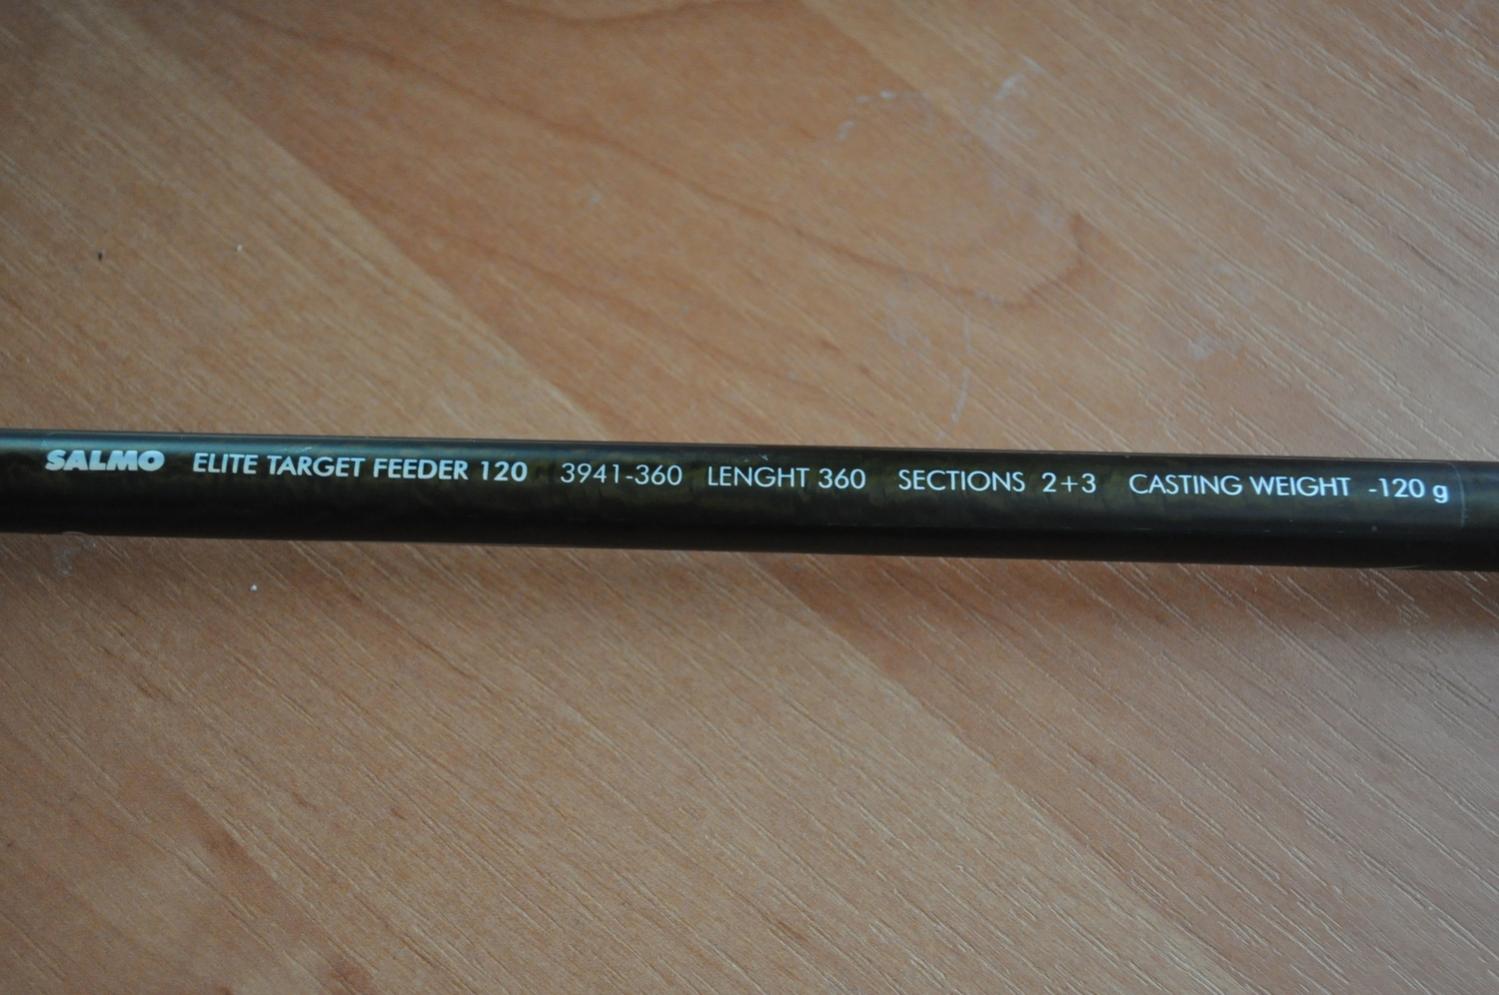 SALMO ELITE TARGET FEEDER 120 3941-360 LENGHT 360 SECTIONS 2+3 CASTING WEIGHT -120 g